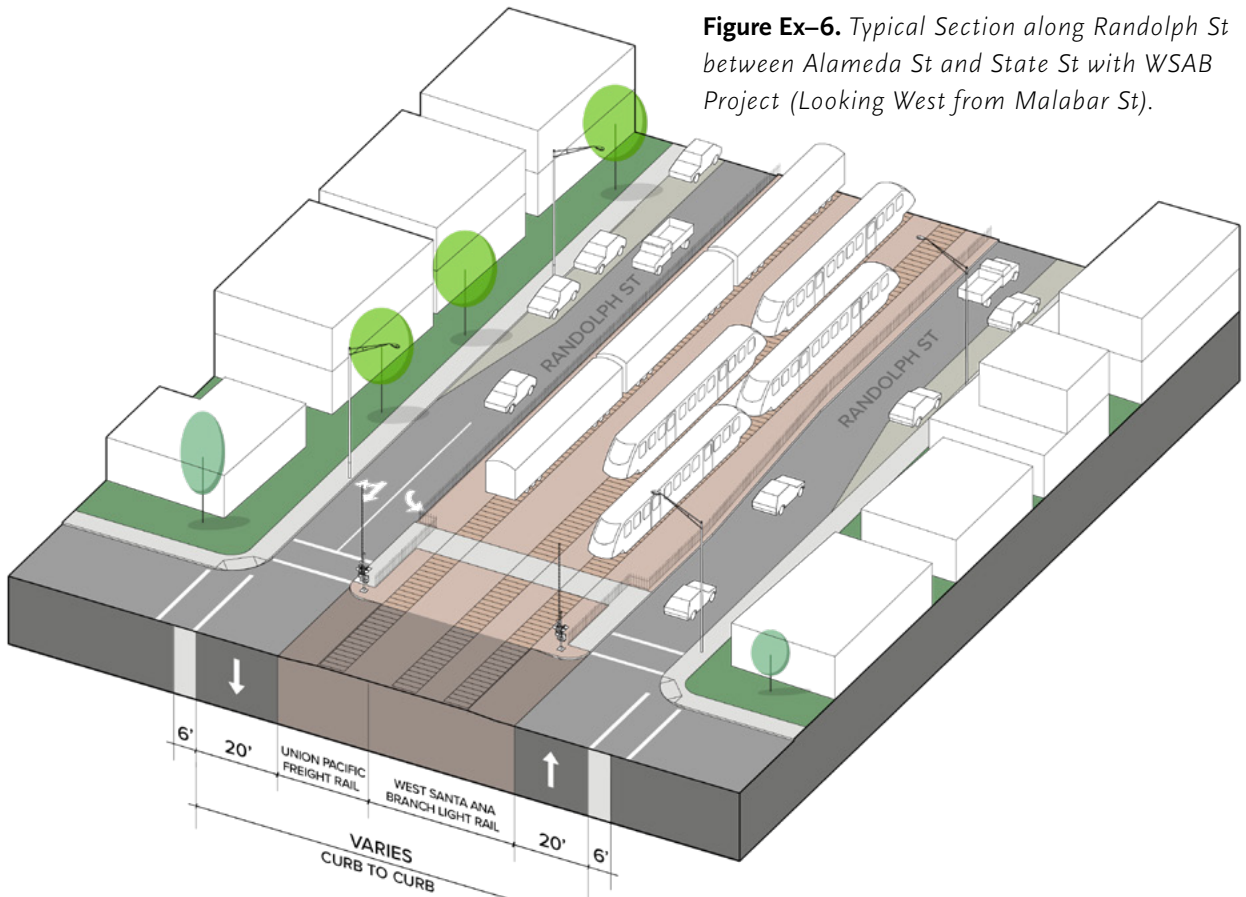 Figure Ex–6. Typical Section along Randolph St
between Alameda St and State St with WSAB
Project (Looking West from Malabar St).
RANDOLPH ST
RANDOLPH ST
6'
20'
UNION PACIFIC
FREIGHT RAIL
WEST SANTA ANA
BRANCH LIGHT RAIL
20'
6'
VARIES
CURB TO CURB